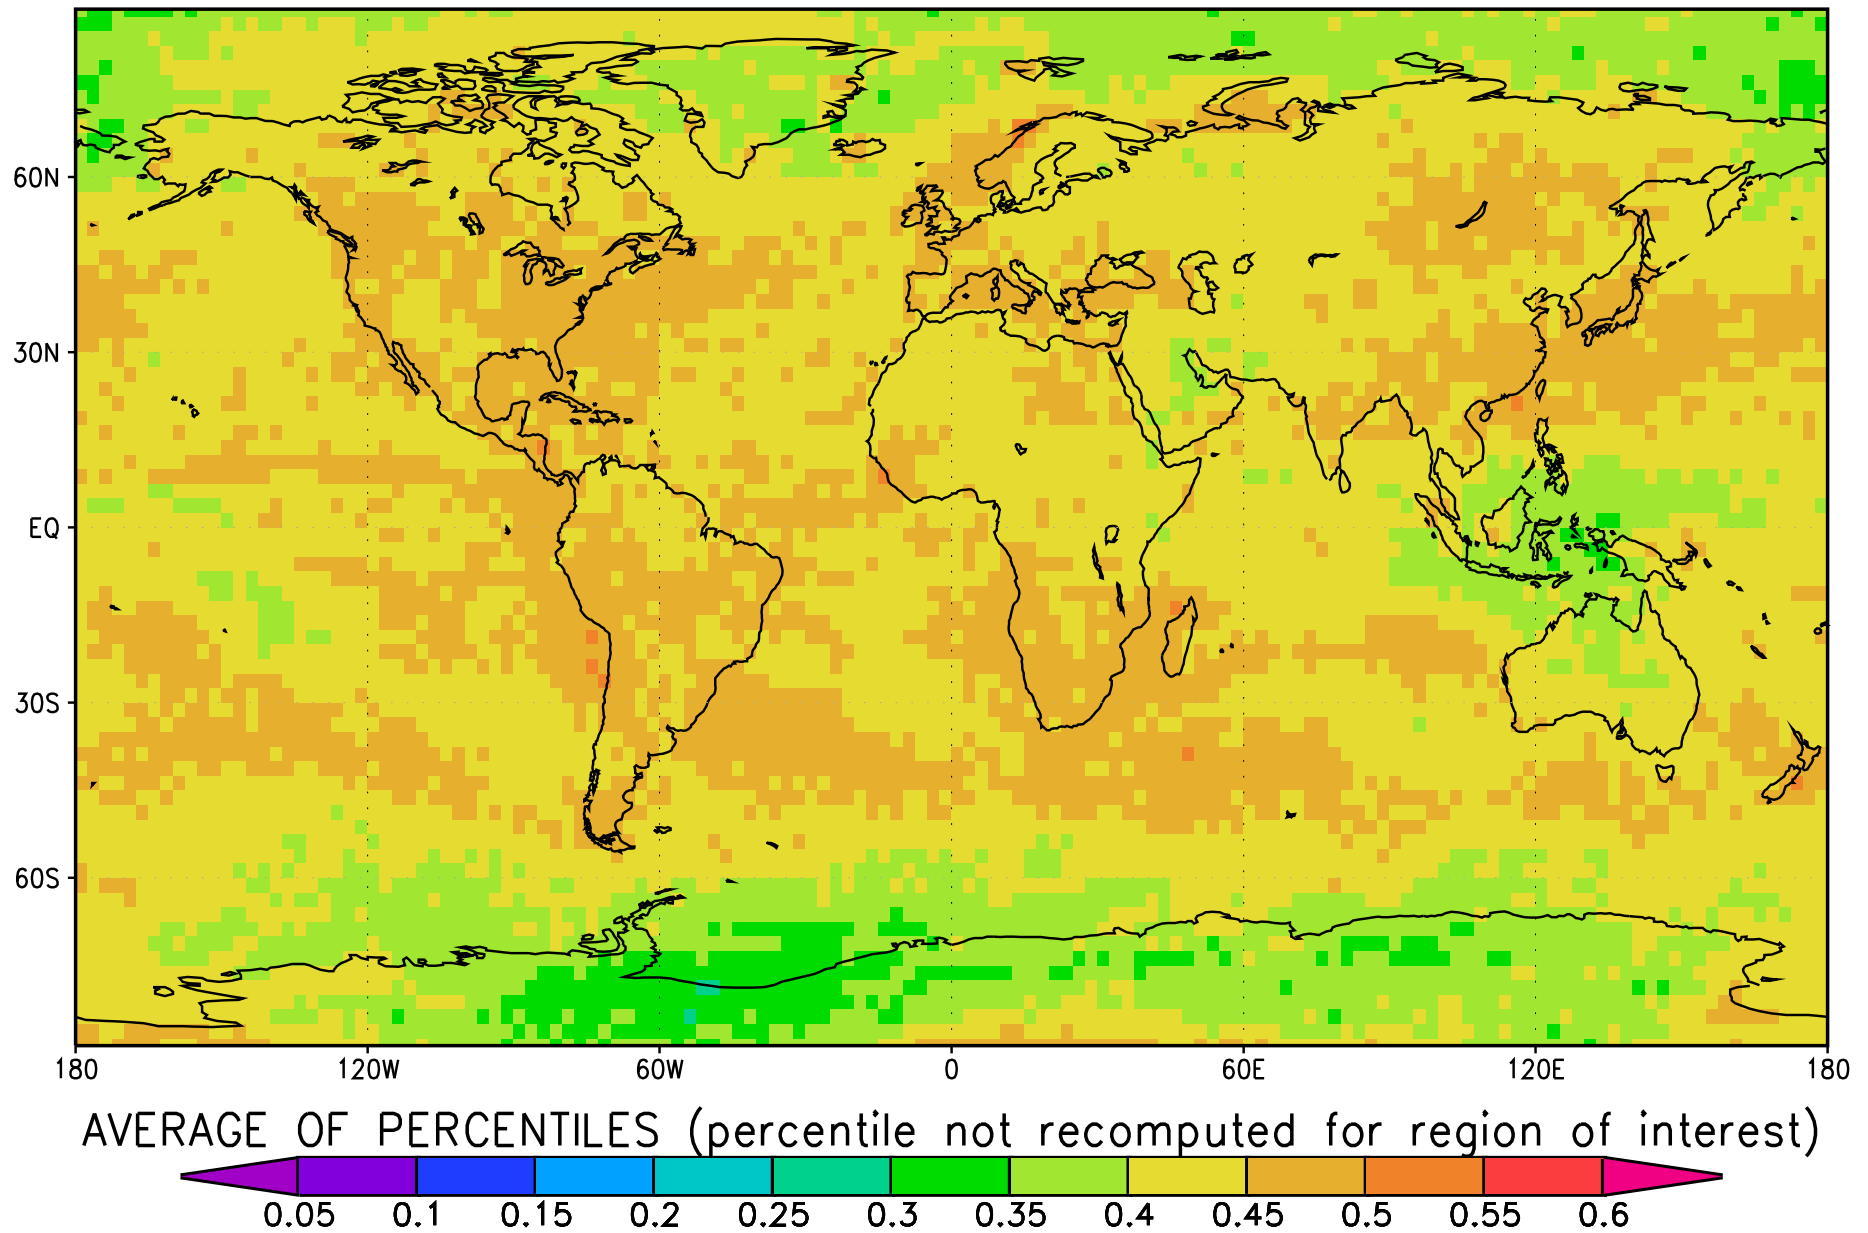 60N
30N
EQ
30S
60S
180 120W 60W 0 60E 120E 180
AVERAGE OF PERCENTILES (percentile not recomputed for region of interest)
0.05 0.1 0.15 0.2 0.25 0.3 0.35 0.4 0.45 0.5 0.55 0.6